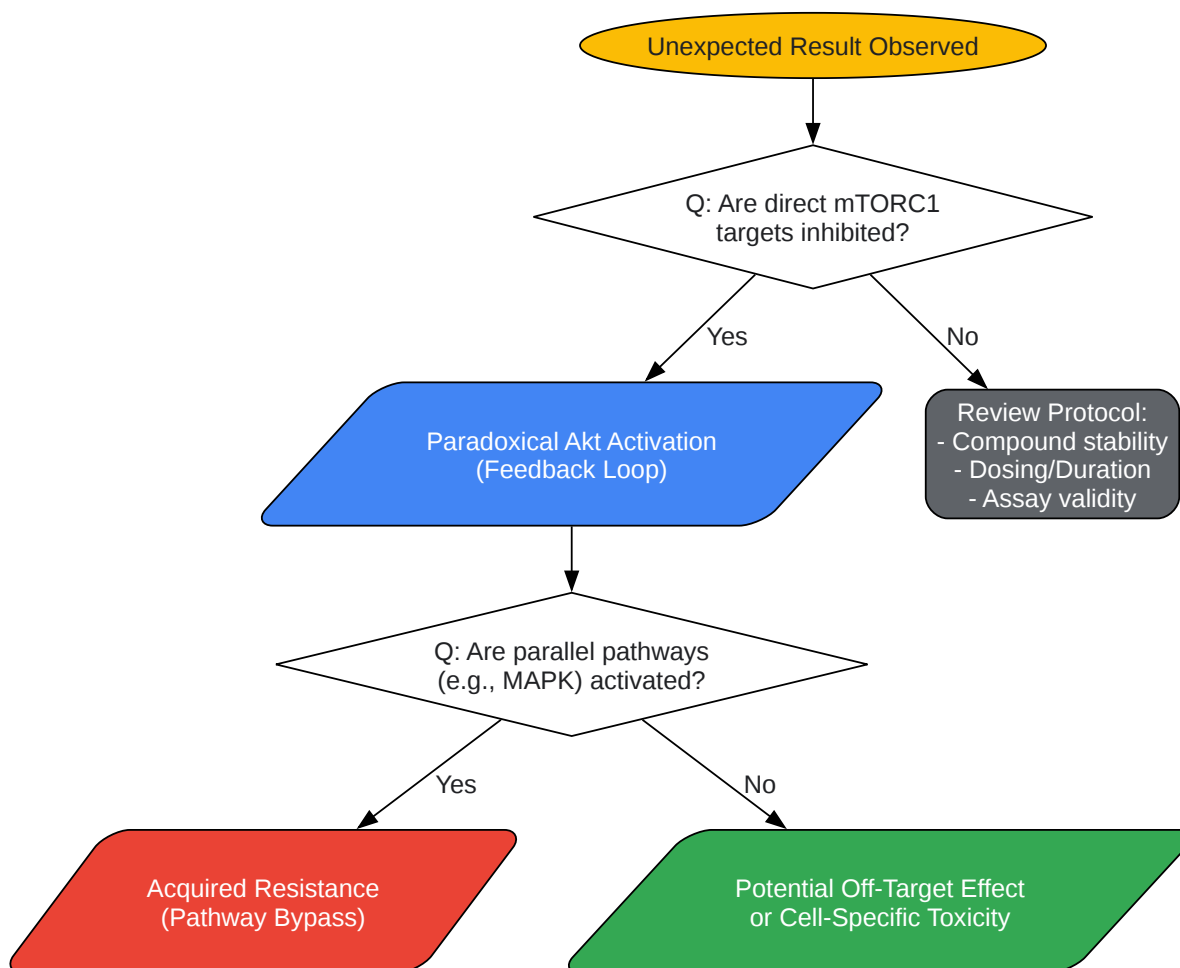 Unexpected Result Observed
Q: Are direct mTORC1
targets inhibited?
Yes
No
Paradoxical Akt Activation
(Feedback Loop)
Review Protocol:
- Compound stability
- Dosing/Duration
- Assay validity
Q: Are parallel pathways
(e.g., MAPK) activated?
Yes
No
Acquired Resistance
(Pathway Bypass)
Potential Off-Target Effect
or Cell-Specific Toxicity